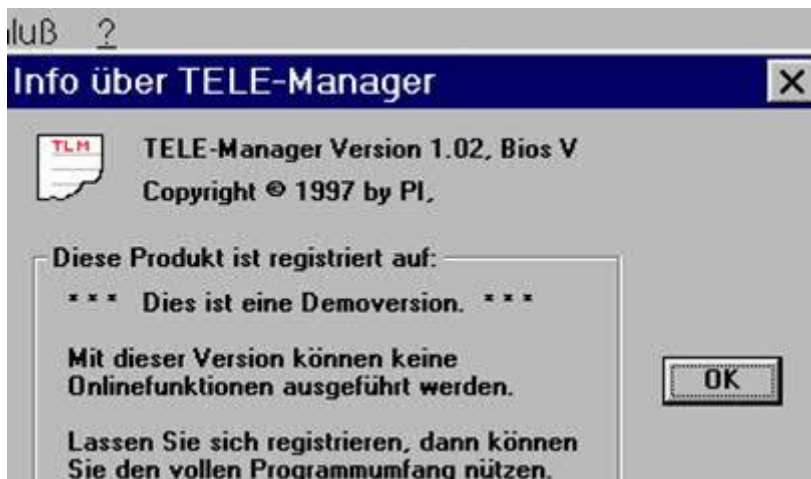 luß ?
Info über TELE-Manager
TLM
TELE-Manager Version 1.02, Bios V
Copyright © 1997 by PI,
Diese Produkt ist registriert auf:
* * * Dies ist eine Demoversion. * * *
Mit dieser Version können keine
Onlinefunktionen ausgeführt werden.
OK
Lassen Sie sich registrieren, dann können
Sie den vollen Programmumfang nützen.